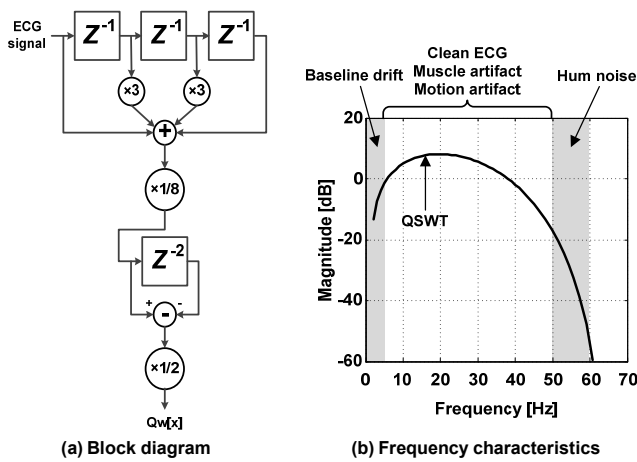 ECG
signal
Z-1
Z-1
Z-1
×3
×3
+
×1/8
Z-2
+
-
-
×1/2
Qw[x]
(a) Block diagram
Clean ECG
Muscle artifact
Motion artifact
Baseline drift
Hum noise
20
0
-20
-40
-60
Magnitude [dB]
QSWT
0
10
20
30
40
50
60
70
Frequency [Hz]
(b) Frequency characteristics